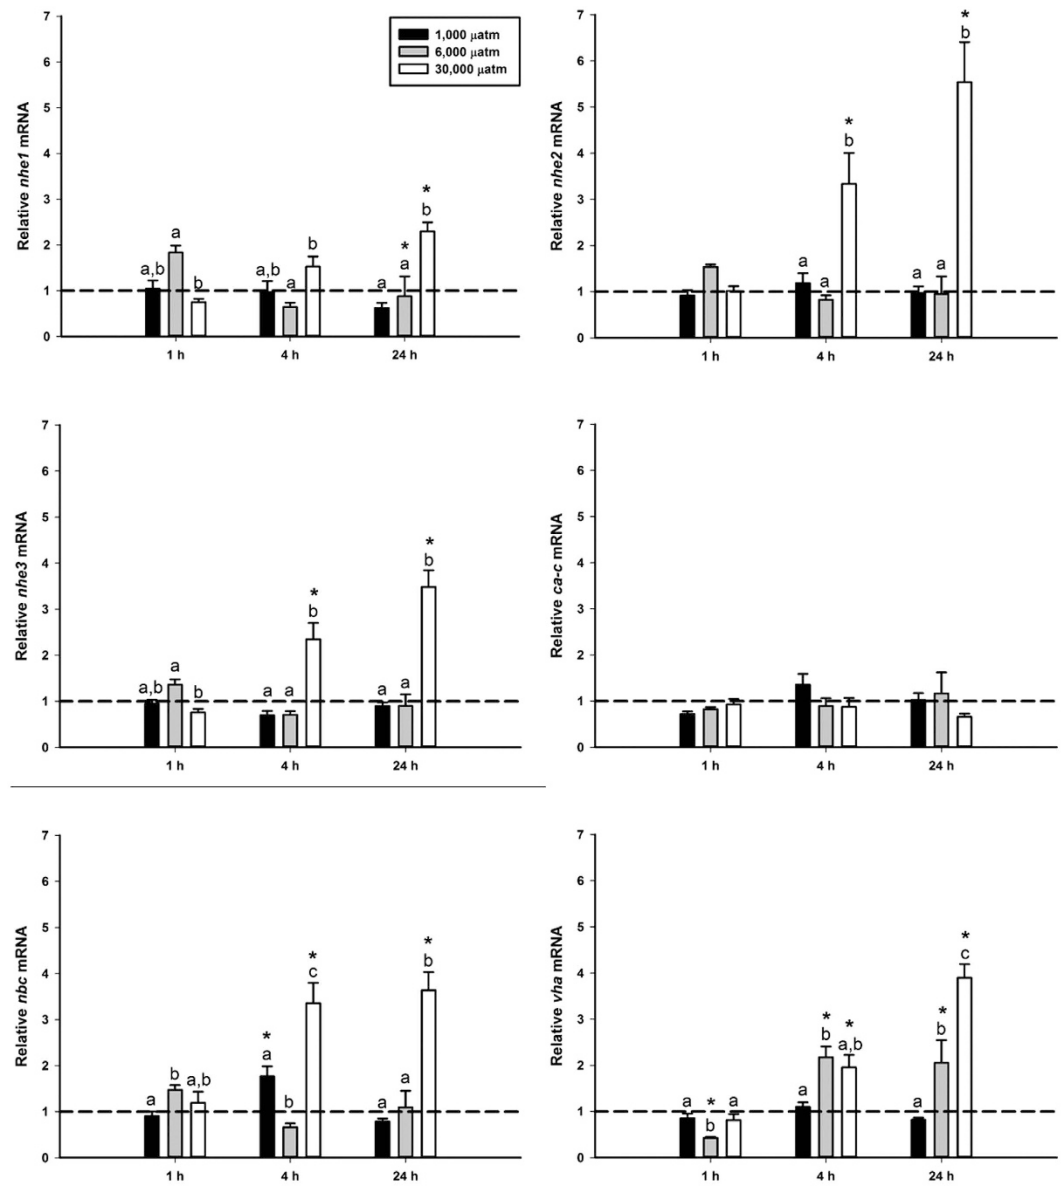 Relative nhe1 mRNA
7
6
5
4
3
2
1
0
1,000 µatm
6,000 µatm
30,000 µatm
a,b
a
b
a,b
a
b
a
*
a
*
b
1 h
4 h
24 h
Relative nhe2 mRNA
7
6
5
4
3
2
1
0
a
a
*
b
a
a
*
b
1 h
4 h
24 h
Relative nhe3 mRNA
7
6
5
4
3
2
1
0
a,b
a
b
a
a
*
b
a
a
*
b
1 h
4 h
24 h
Relative ca-c mRNA
7
6
5
4
3
2
1
0
1 h
4 h
24 h
Relative nbc mRNA
7
6
5
4
3
2
1
0
a
b
a,b
*
a
b
*
c
a
a
*
b
1 h
4 h
24 h
Relative vha mRNA
7
6
5
4
3
2
1
0
a
*
b
a
a
*
b
*
a,b
a
*
b
*
c
1 h
4 h
24 h